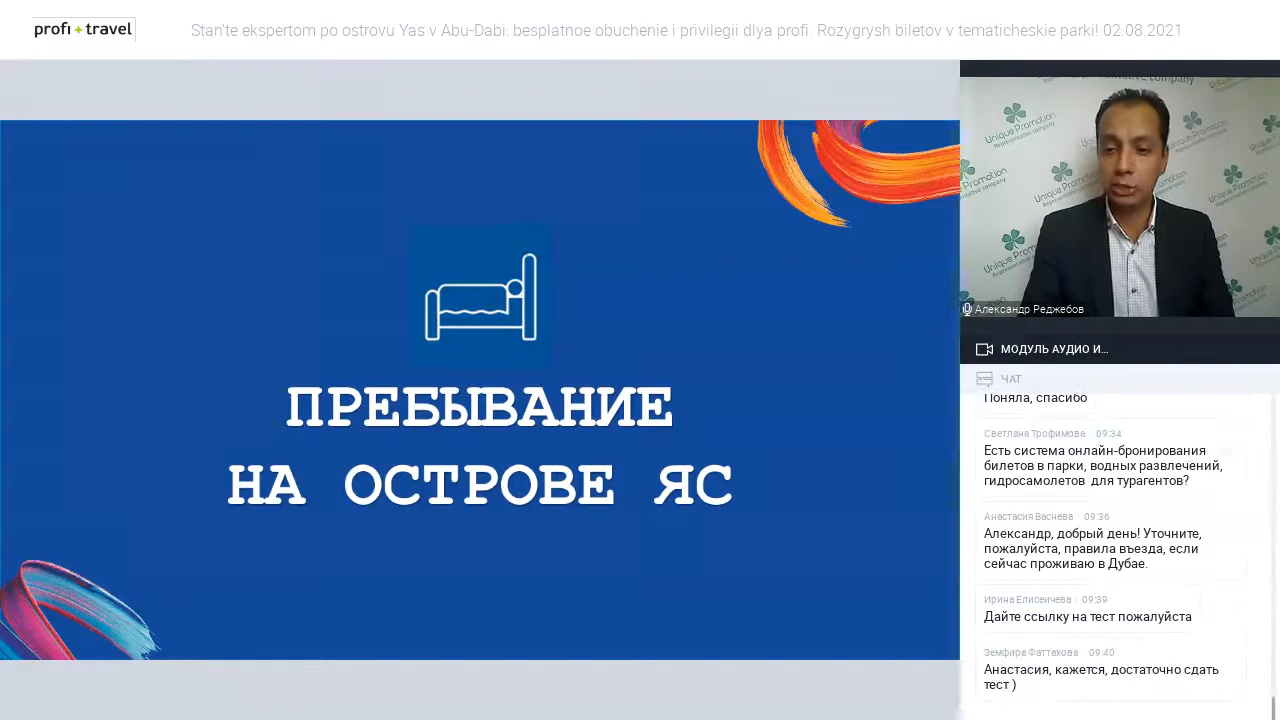 profi + travel
Stan'te ekspertom po ostrovu Yas v Abu-Dabi: besplatnoe obuchenie i privilegii dlya profi. Rozygrysh biletov v tematicheskie parki! 02.08.2021
ПРЕБЫВАНИЕ
НА ОСТРОВЕ ЯС
Unique Promotion
Representative company
Александр Реджебов
МОДУЛЬ АУДИО И...
ЧАТ
Поняла, спасибо
Светлана Трофимова 09:34
Есть система онлайн-бронирования
билетов в парки, водных развлечений,
гидросамолетов для турагентов?
Анастасия Васнева 09:36
Александр, добрый день! Уточните,
пожалуйста, правила въезда, если
сейчас проживаю в Дубае.
Ирина Елисеичева 09:39
Дайте ссылку на тест пожалуйста
Земфира Фаттахова 09:40
Анастасия, кажется, достаточно сдать
тест )